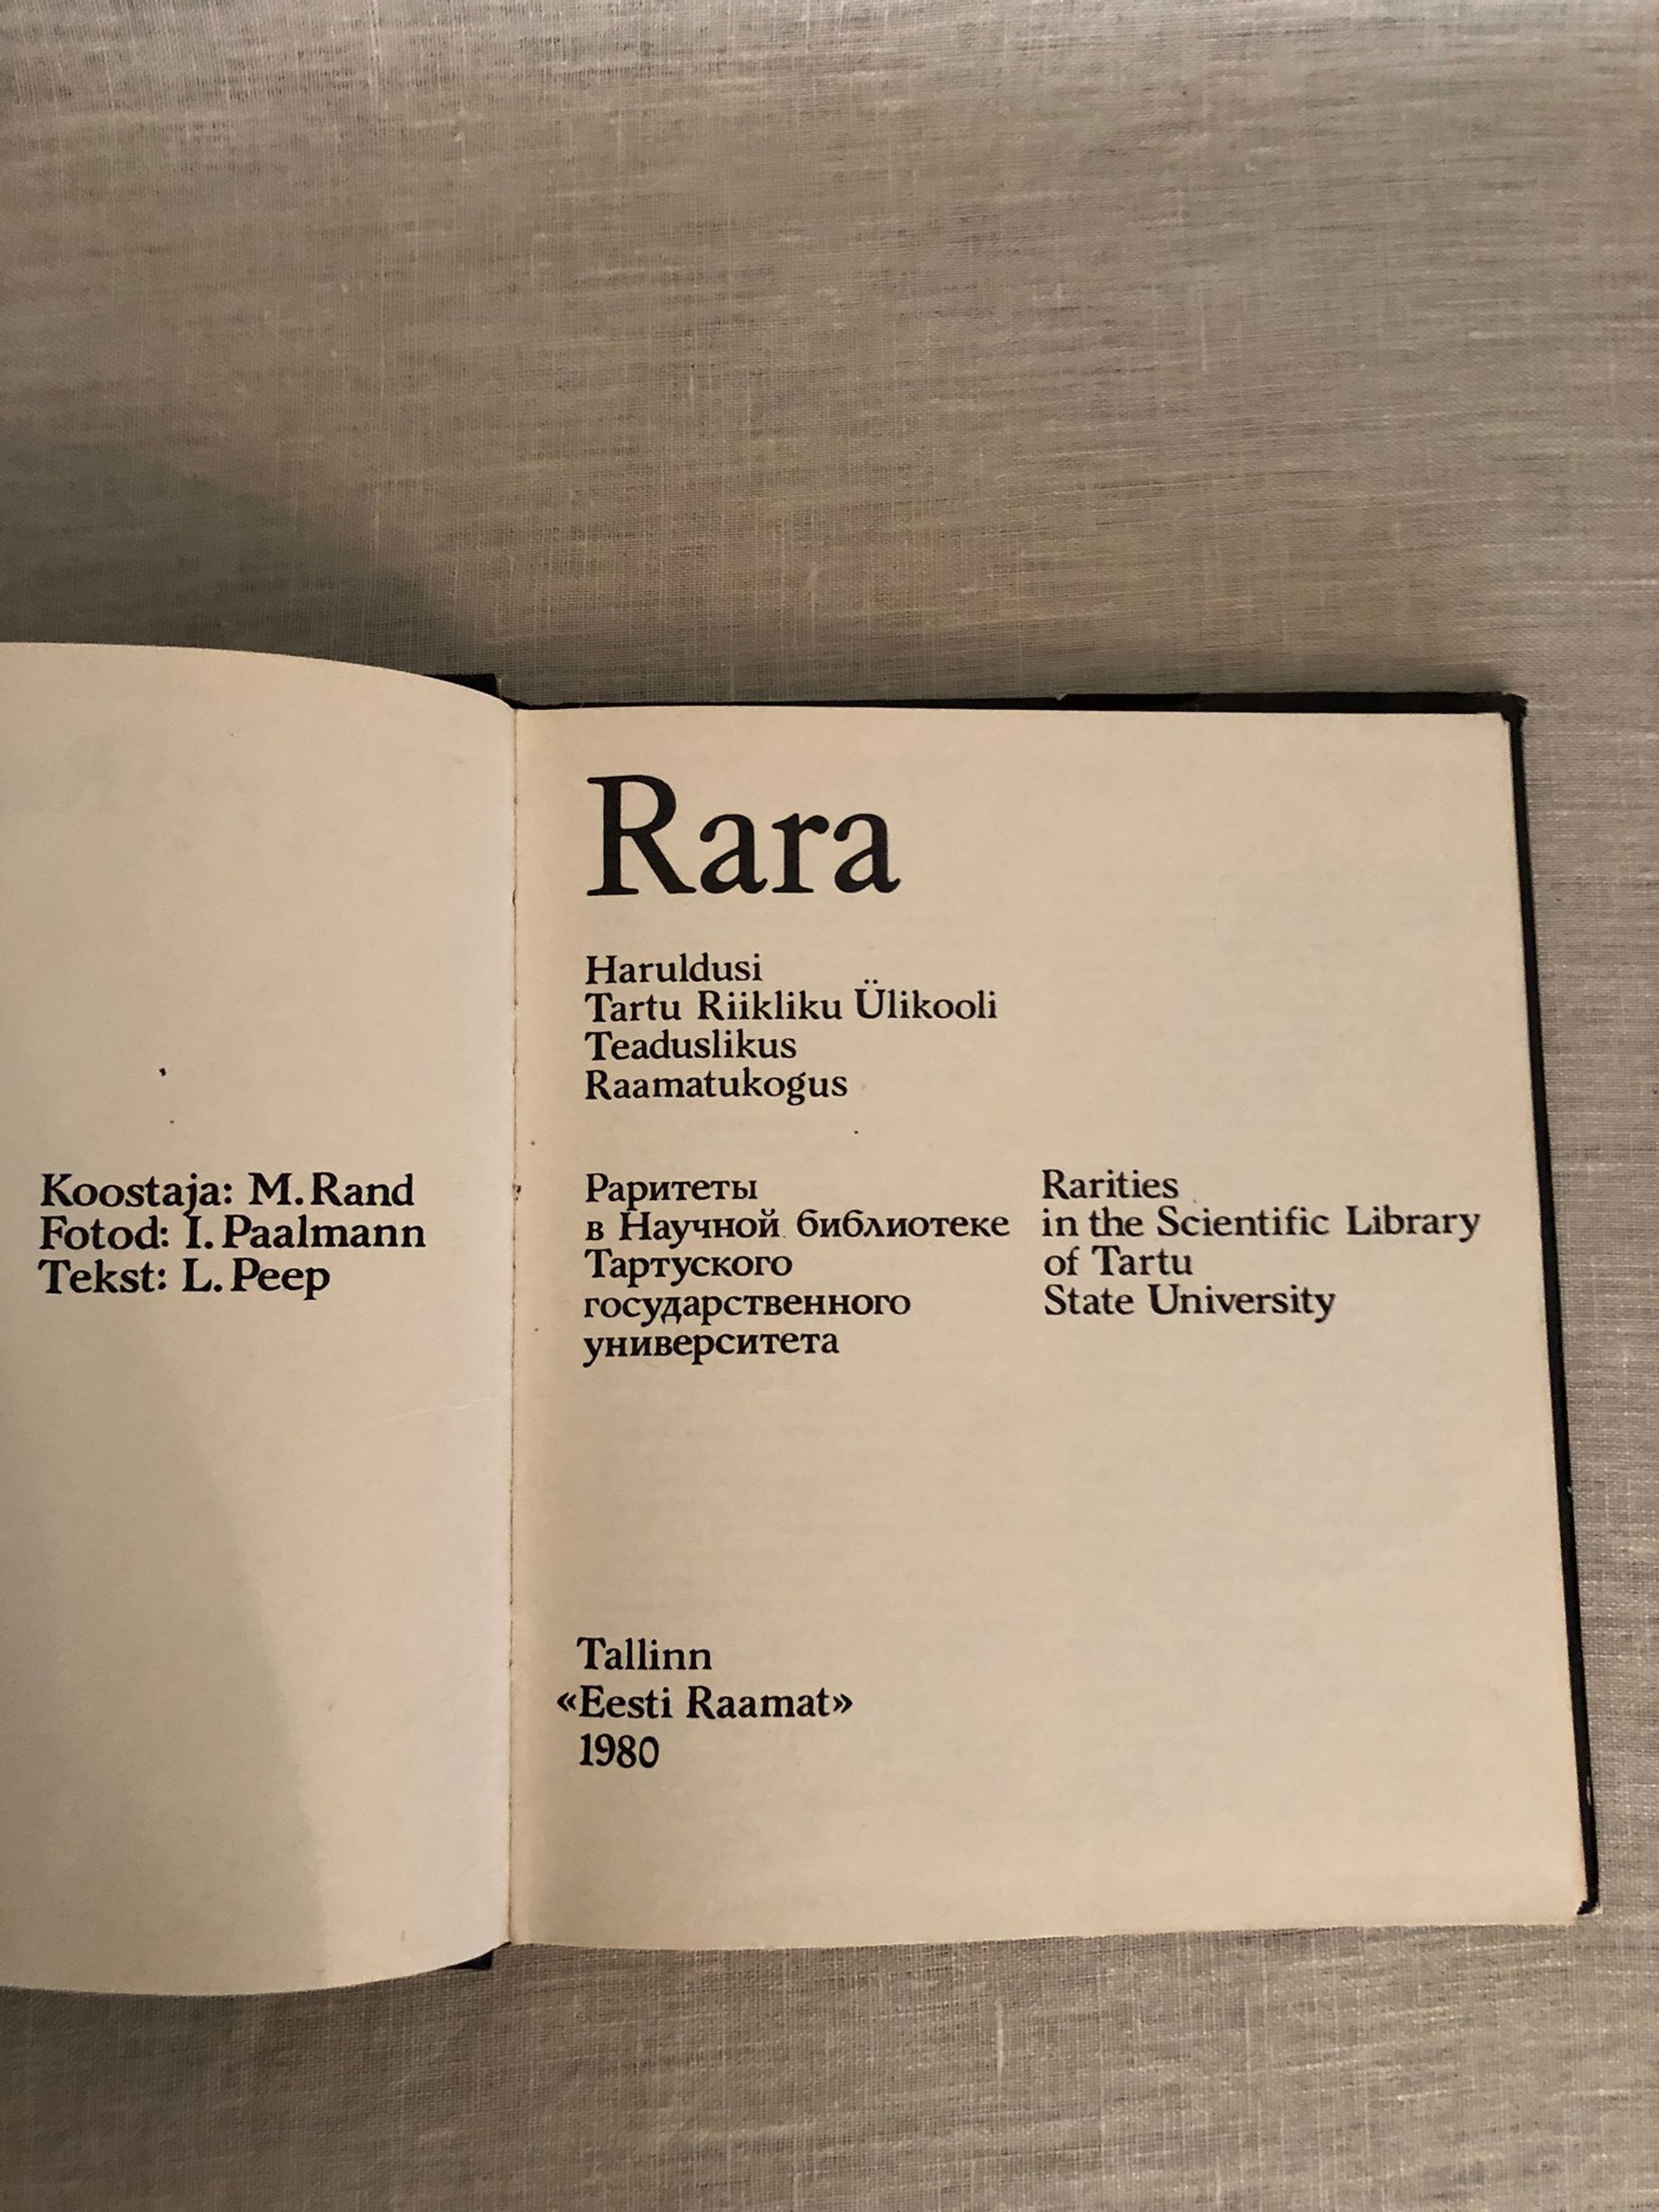 Koostaja: M. Rand
Fotod: I. Paalmann
Tekst: L. Peep
Rara
Haruldusi
Tartu Riikliku Ülikooli
Teaduslikus
Raamatukogus
Раритеты
в Научной библиотеке
Тартуского
государственного
университета
Rarities
in the Scientific Library
of Tartu
State University
Tallinn
«Eesti Raamat»
1980